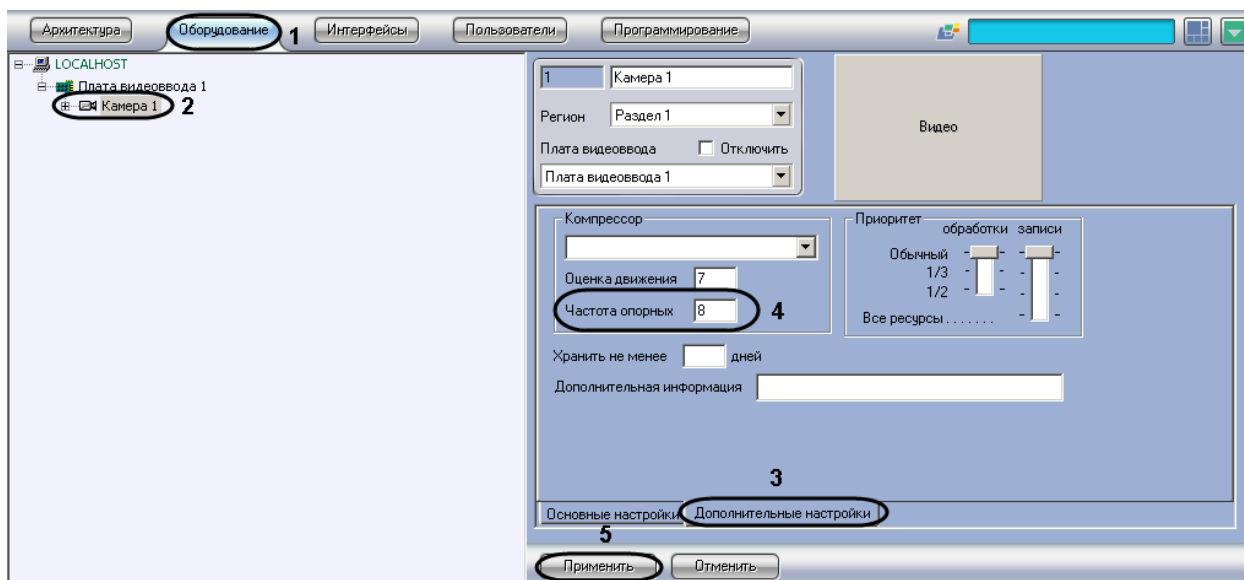 Архитектура Оборудование 1 Интерфейсы Пользователи Программирование
LOCALHOST
Плата видеоввода 1
Камера 1 2
1 Камера 1
Регион Раздел 1
Плата видеоввода Отключить
Плата видеоввода 1
Видео
Компрессор
Оценка движения 7
Частота опорных 8 4
Приоритет
обработки записи
Обычный
1/3
1/2
Все ресурсы . . . . . . .
Хранить не менее дней
Дополнительная информация
3
Основные настройки Дополнительные настройки
5
Применить Отменить